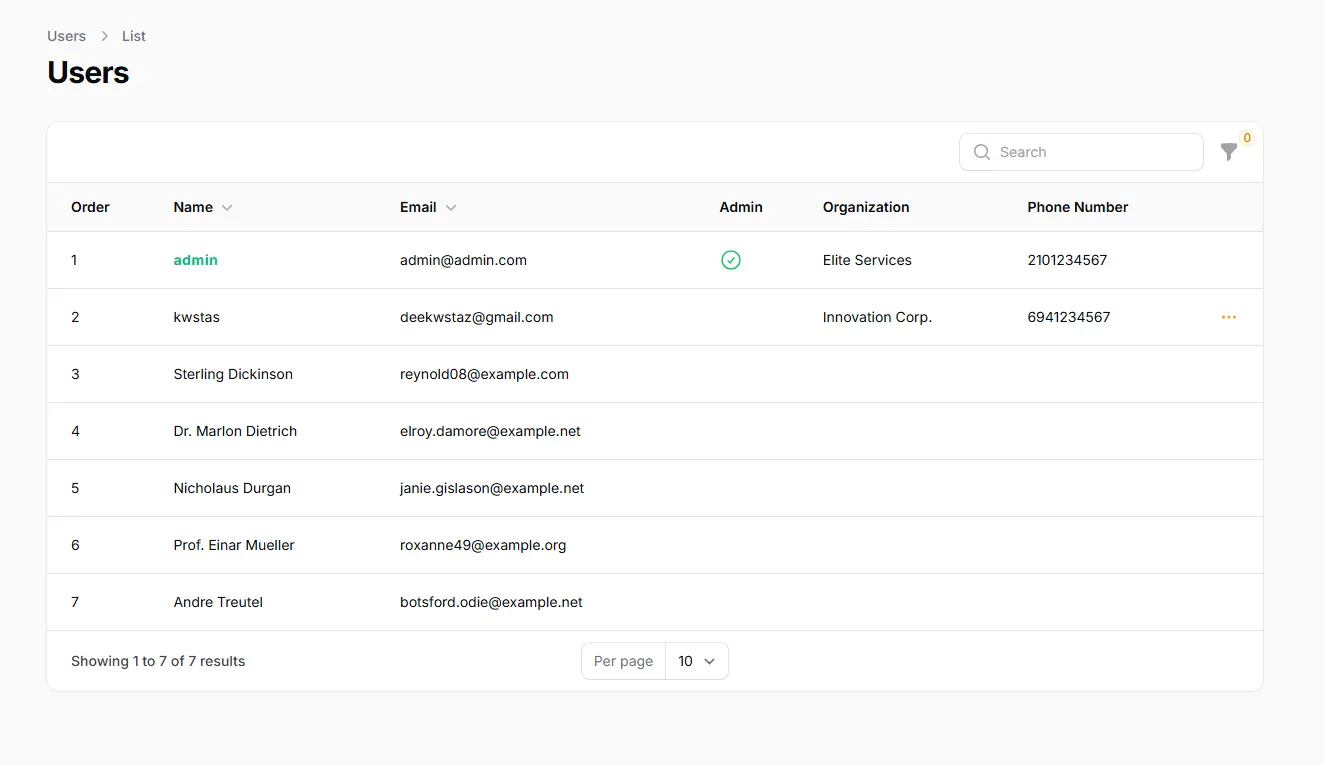 Users List
Users
Search 0
Order Name Email Admin Organization Phone Number
1 admin admin@admin.com Elite Services 2101234567
2 kwstas deekwstaz@gmail.com Innovation Corp. 6941234567
3 Sterling Dickinson reynold08@example.com
4 Dr. Marlon Dietrich elroy.damore@example.net
5 Nicholaus Durgan janie.gislason@example.net
6 Prof. Einar Mueller roxanne49@example.org
7 Andre Treutel botsford.odie@example.net
Showing 1 to 7 of 7 results Per page 10